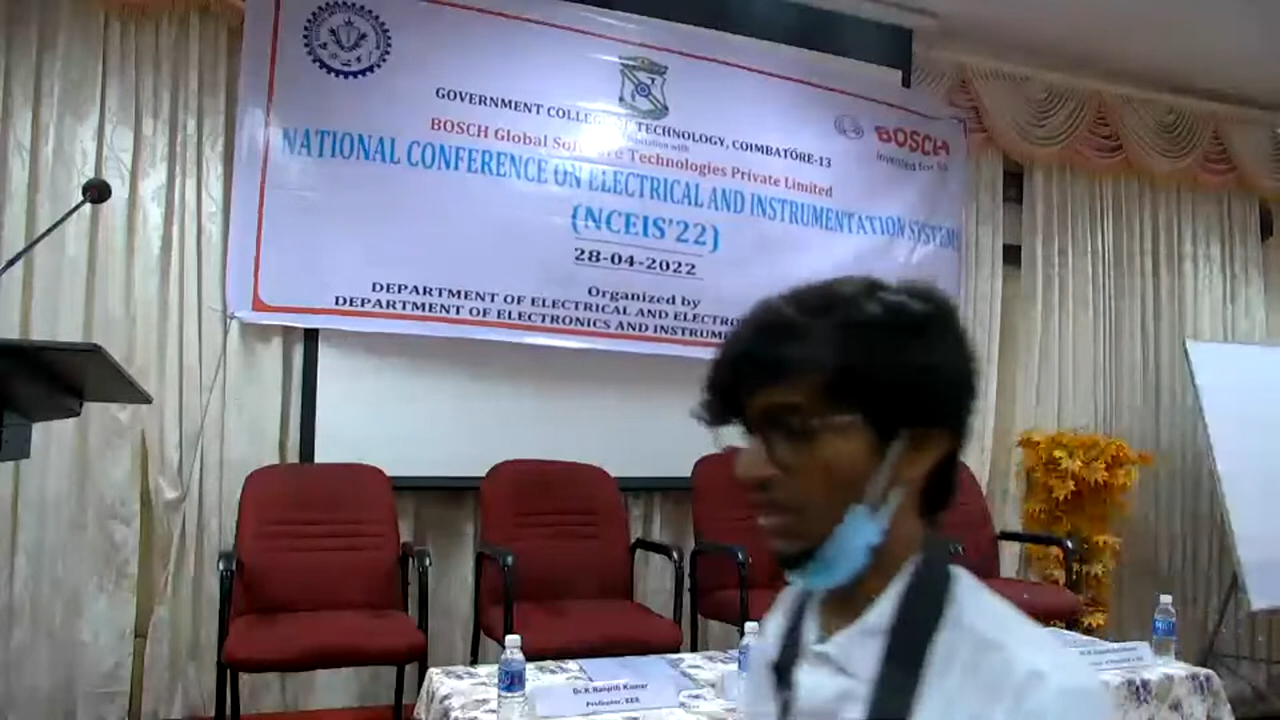 GOVERNMENT COLLEGE OF TECHNOLOGY, COIMBATORE-13
BOSCH Global Software Technologies Private Limited
NATIONAL CONFERENCE ON ELECTRICAL AND INSTRUMENTATION SYSTEMS
(NCEIS'22)
28-04-2022
Organized by
DEPARTMENT OF ELECTRICAL AND ELECTRO
DEPARTMENT OF ELECTRONICS AND INSTRUME
BOSCH
Invented for life
Dr.K.Ranjith Kumar
Professor, EEE